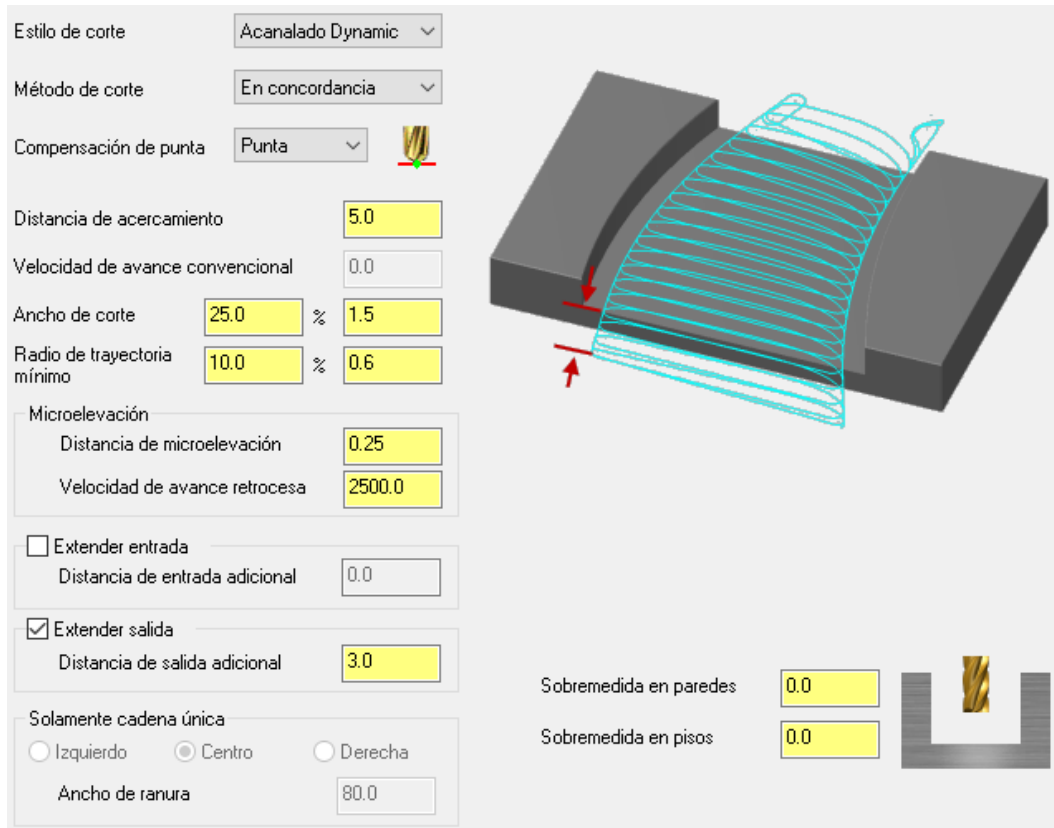 Estilo de corte Acanalado Dynamic
Método de corte En concordancia
Compensación de punta Punta
Distancia de acercamiento 5.0
Velocidad de avance convencional 0.0
Ancho de corte 25.0 % 1.5
Radio de trayectoria mínimo 10.0 % 0.6
Microelevación
Distancia de microelevación 0.25
Velocidad de avance retrocesa 2500.0
Extender entrada
Distancia de entrada adicional 0.0
Extender salida
Distancia de salida adicional 3.0
Solamente cadena única
Izquierdo Centro Derecha
Ancho de ranura 80.0
Sobremedida en paredes 0.0
Sobremedida en pisos 0.0